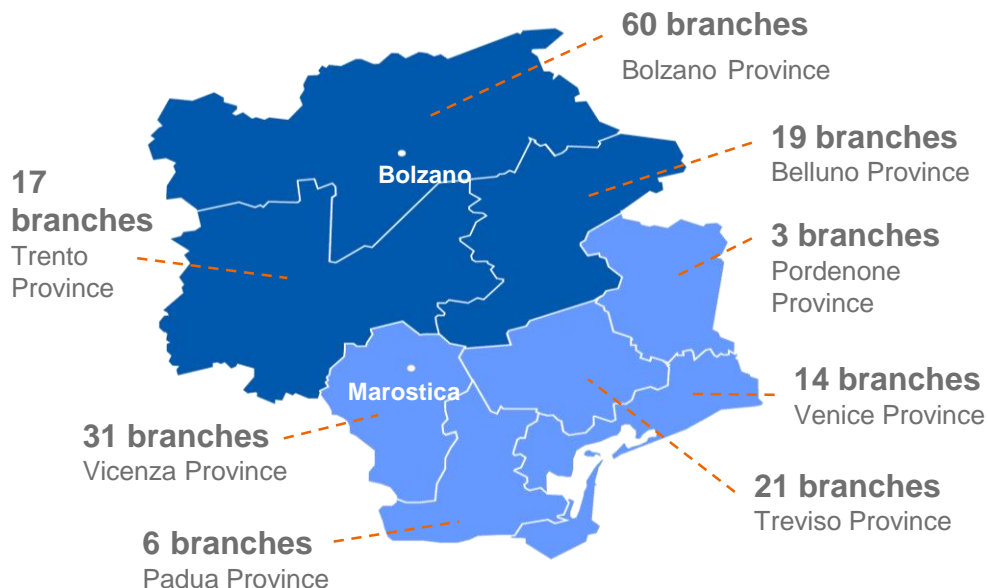 60 branches
Bolzano Province
19 branches
Belluno Province
Bolzano
17
branches
Trento
Province
3 branches
Pordenone
Province
Marostica
14 branches
Venice Province
31 branches
Vicenza Province
21 branches
Treviso Province
6 branches
Padua Province